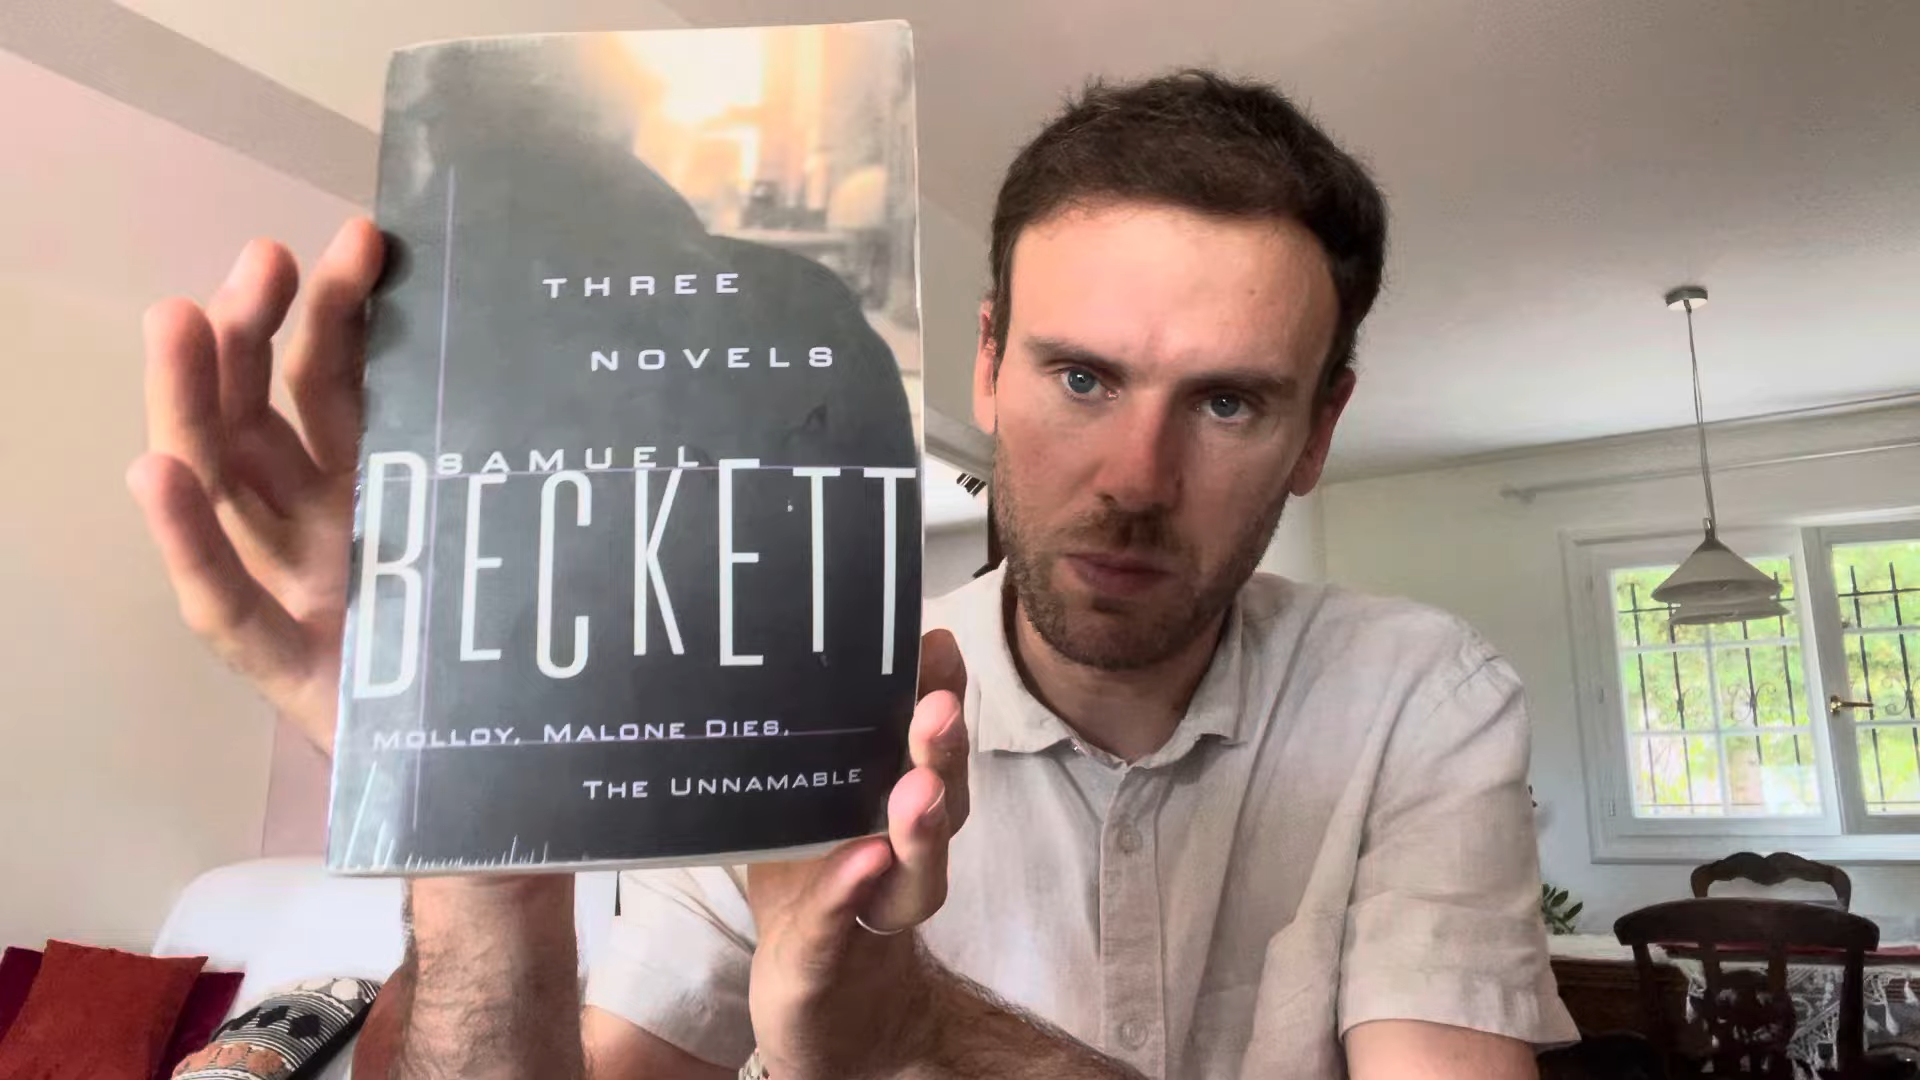 THREE
NOVELS
SAMUEL
BECKETT
MOLLOY, MALONE DIES,
THE UNNAMABLE